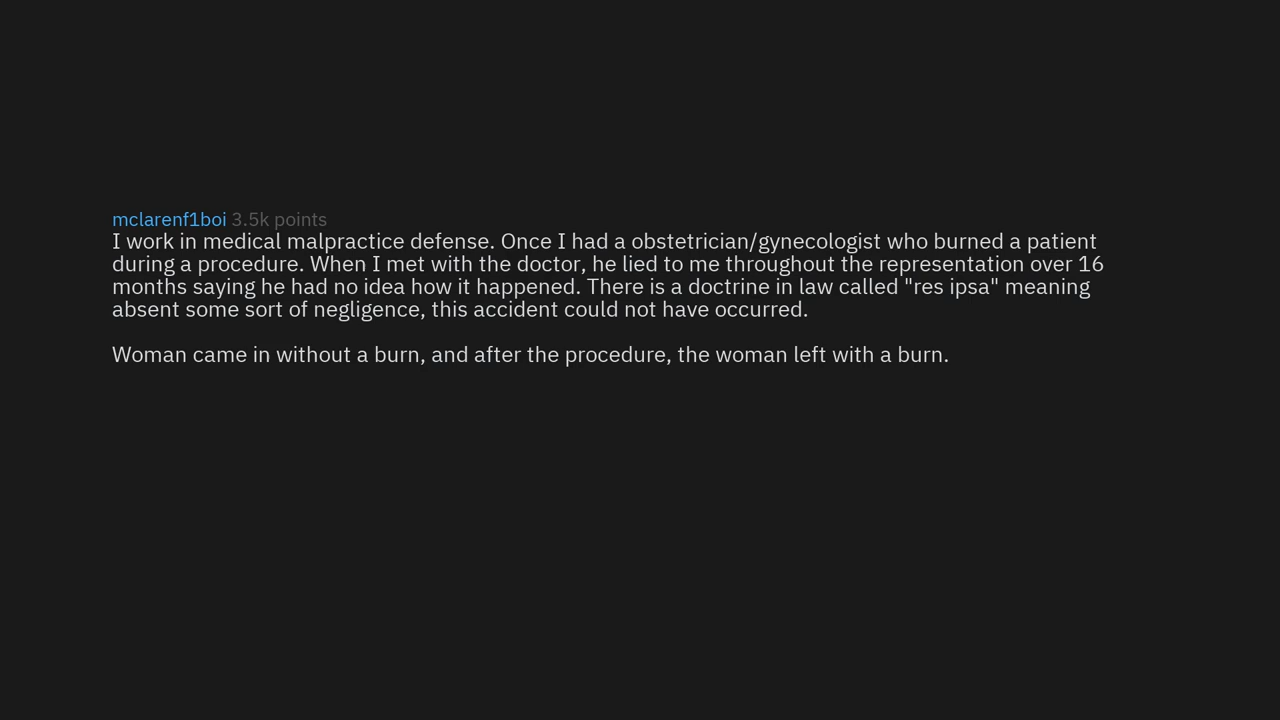 mclarenf1boi 3.5k points
I work in medical malpractice defense. Once I had a obstetrician/gynecologist who burned a patient
during a procedure. When I met with the doctor, he lied to me throughout the representation over 16
months saying he had no idea how it happened. There is a doctrine in law called "res ipsa" meaning
absent some sort of negligence, this accident could not have occurred.
Woman came in without a burn, and after the procedure, the woman left with a burn.